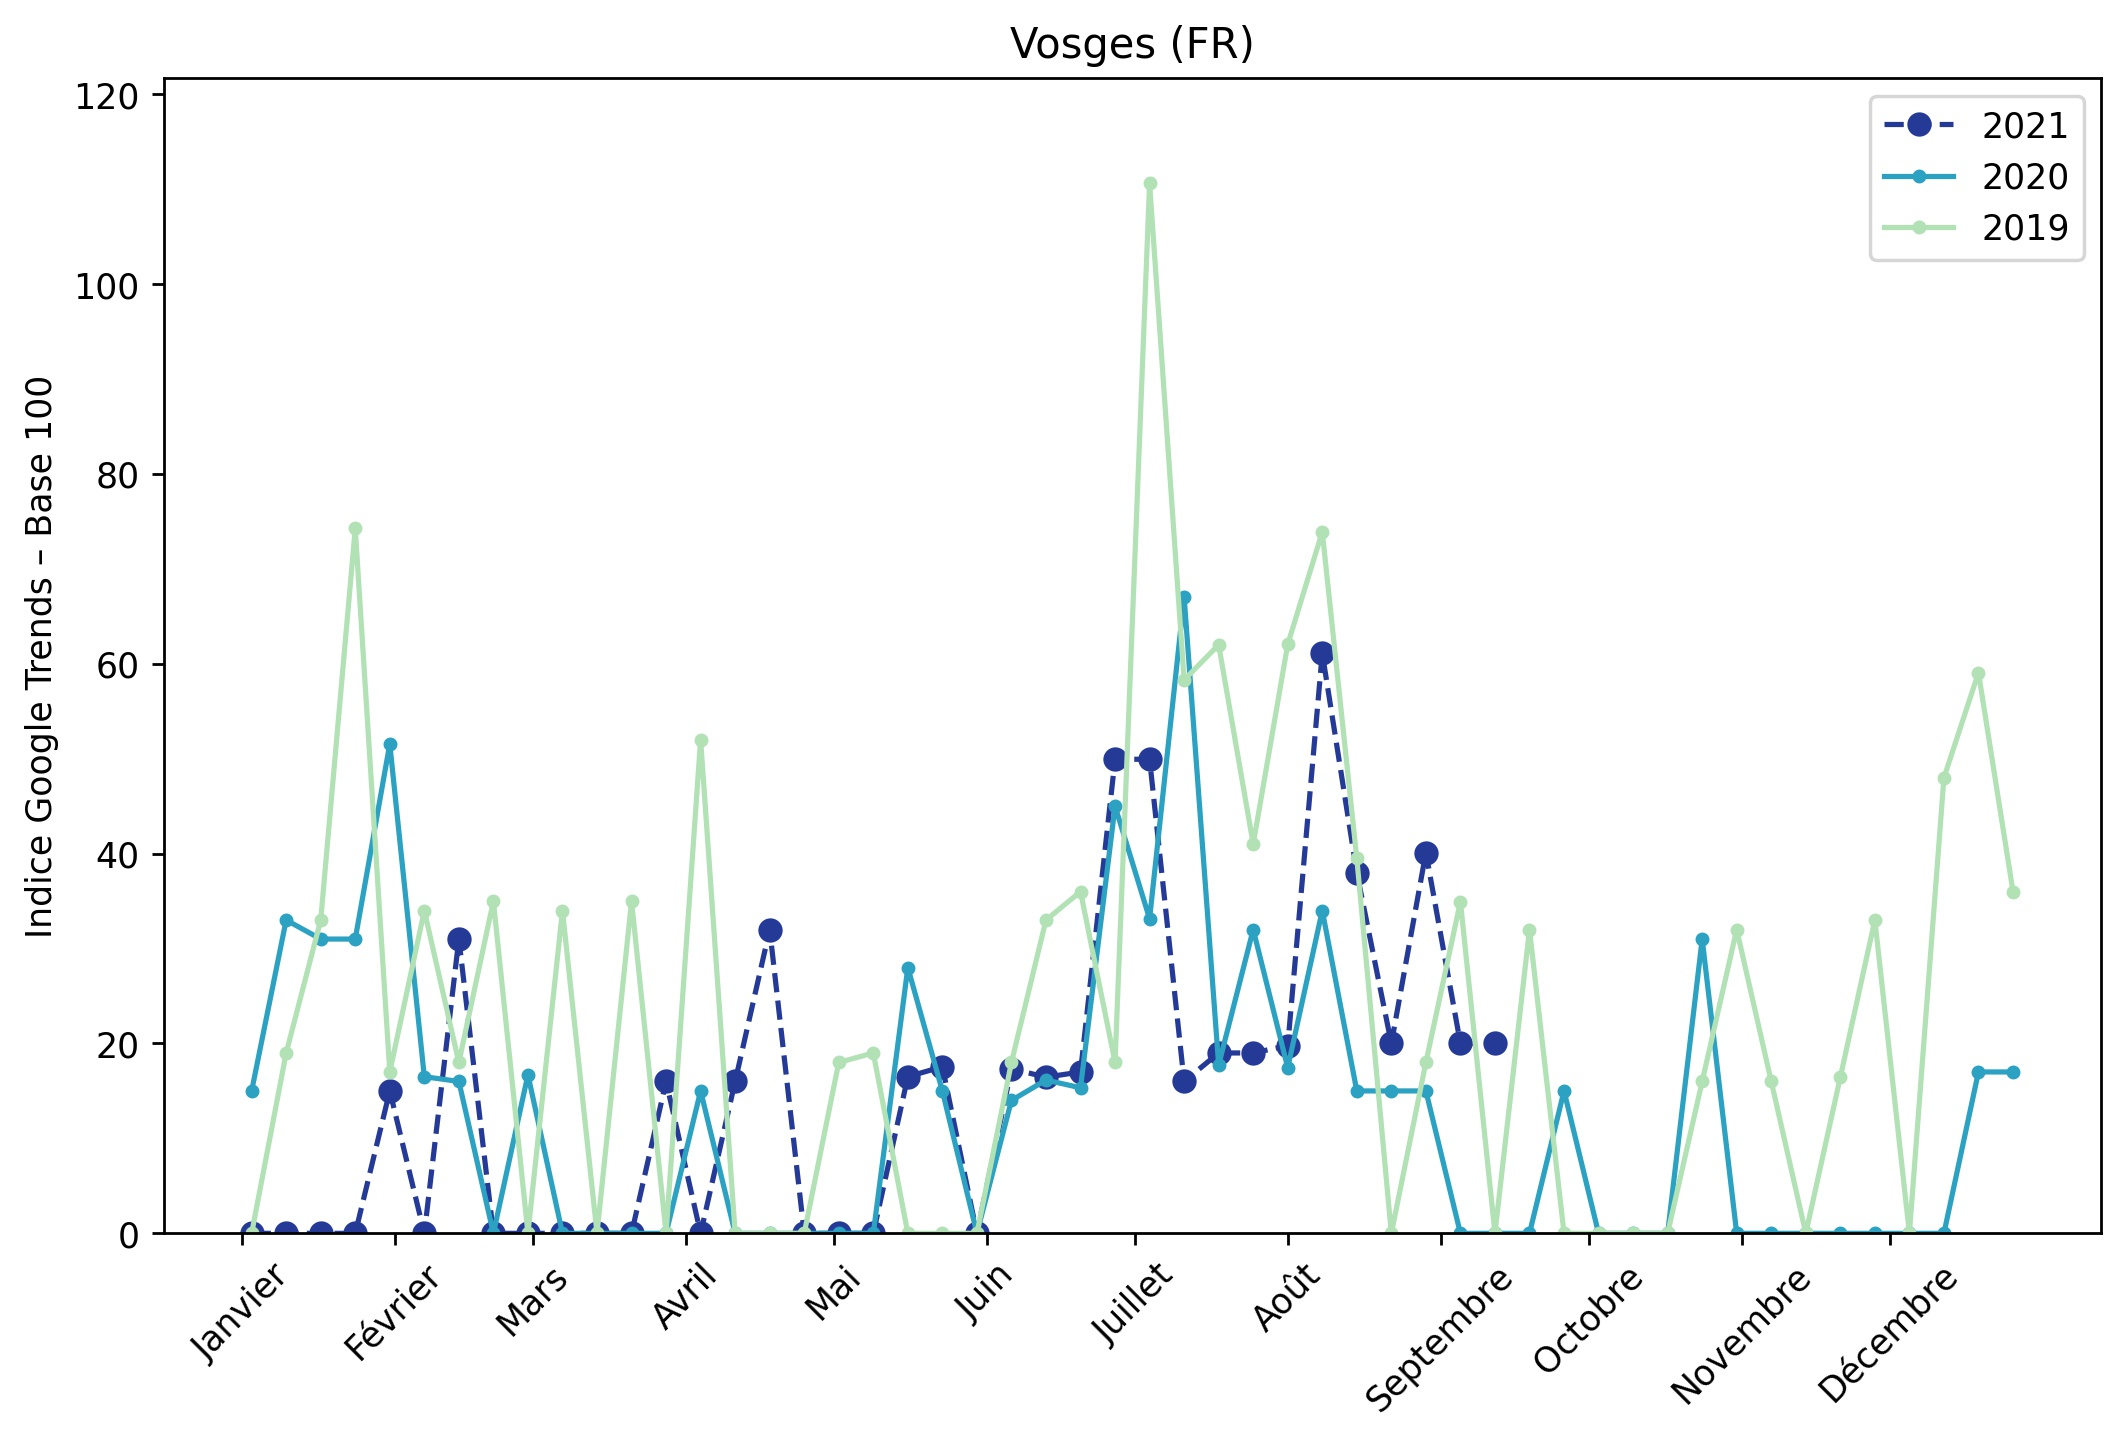 Vosges (FR)
Indice Google Trends – Base 100
120
100
80
60
40
20
0
2021
2020
2019
Janvier
Février
Mars
Avril
Mai
Juin
Juillet
Août
Septembre
Octobre
Novembre
Décembre